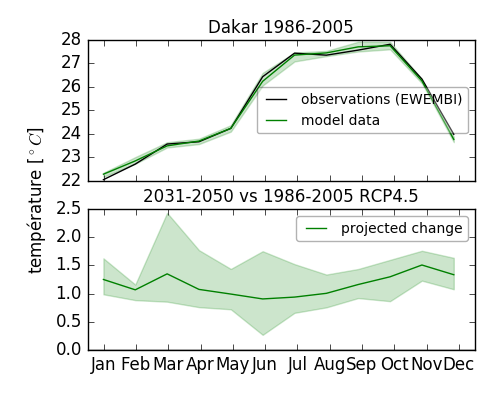 Dakar 1986-2005
28
27
26
25
24
23
22
observations (EWEMBI)
model data
température [°C]
2031-2050 vs 1986-2005 RCP4.5
2.5
2.0
1.5
1.0
0.5
0.0
projected change
Jan Feb Mar Apr May Jun Jul Aug Sep Oct Nov Dec